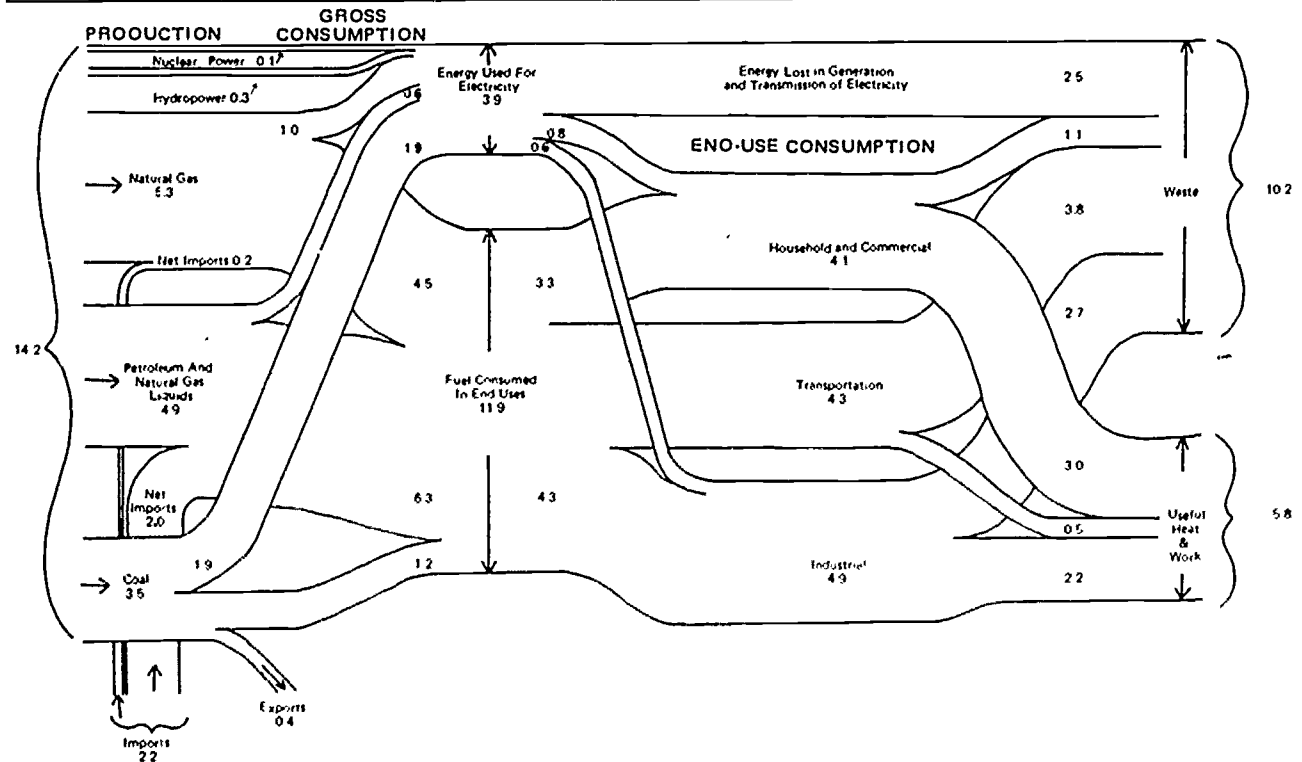 GROSS
PROOUCTION CONSUMPTION
Nuclear Power 0.1
Hydropower 0.3
1.0
Natural Gas
5.3
Net Imports 0.2
14.2
Petroleum And
Natural Gas
Liquids
4.9
Net
Imports
2.0
Coal
3.5
1.9
Imports
2.2
Exports
0.4
0.6
1.9
Energy Used For
Electricity
3.9
0.8
0.6
4.5
3.3
Fuel Consumed
In End Uses
11.9
6.3
4.3
1.2
Energy Lost in Generation
and Transmission of Electricity
2.5
ENO-USE CONSUMPTION
1.1
Household and Commercial
4.1
3.8
2.7
Transportation
4.3
3.0
0.5
Industrial
4.9
2.2
Waste
10.2
Useful
Heat
&
Work
5.8